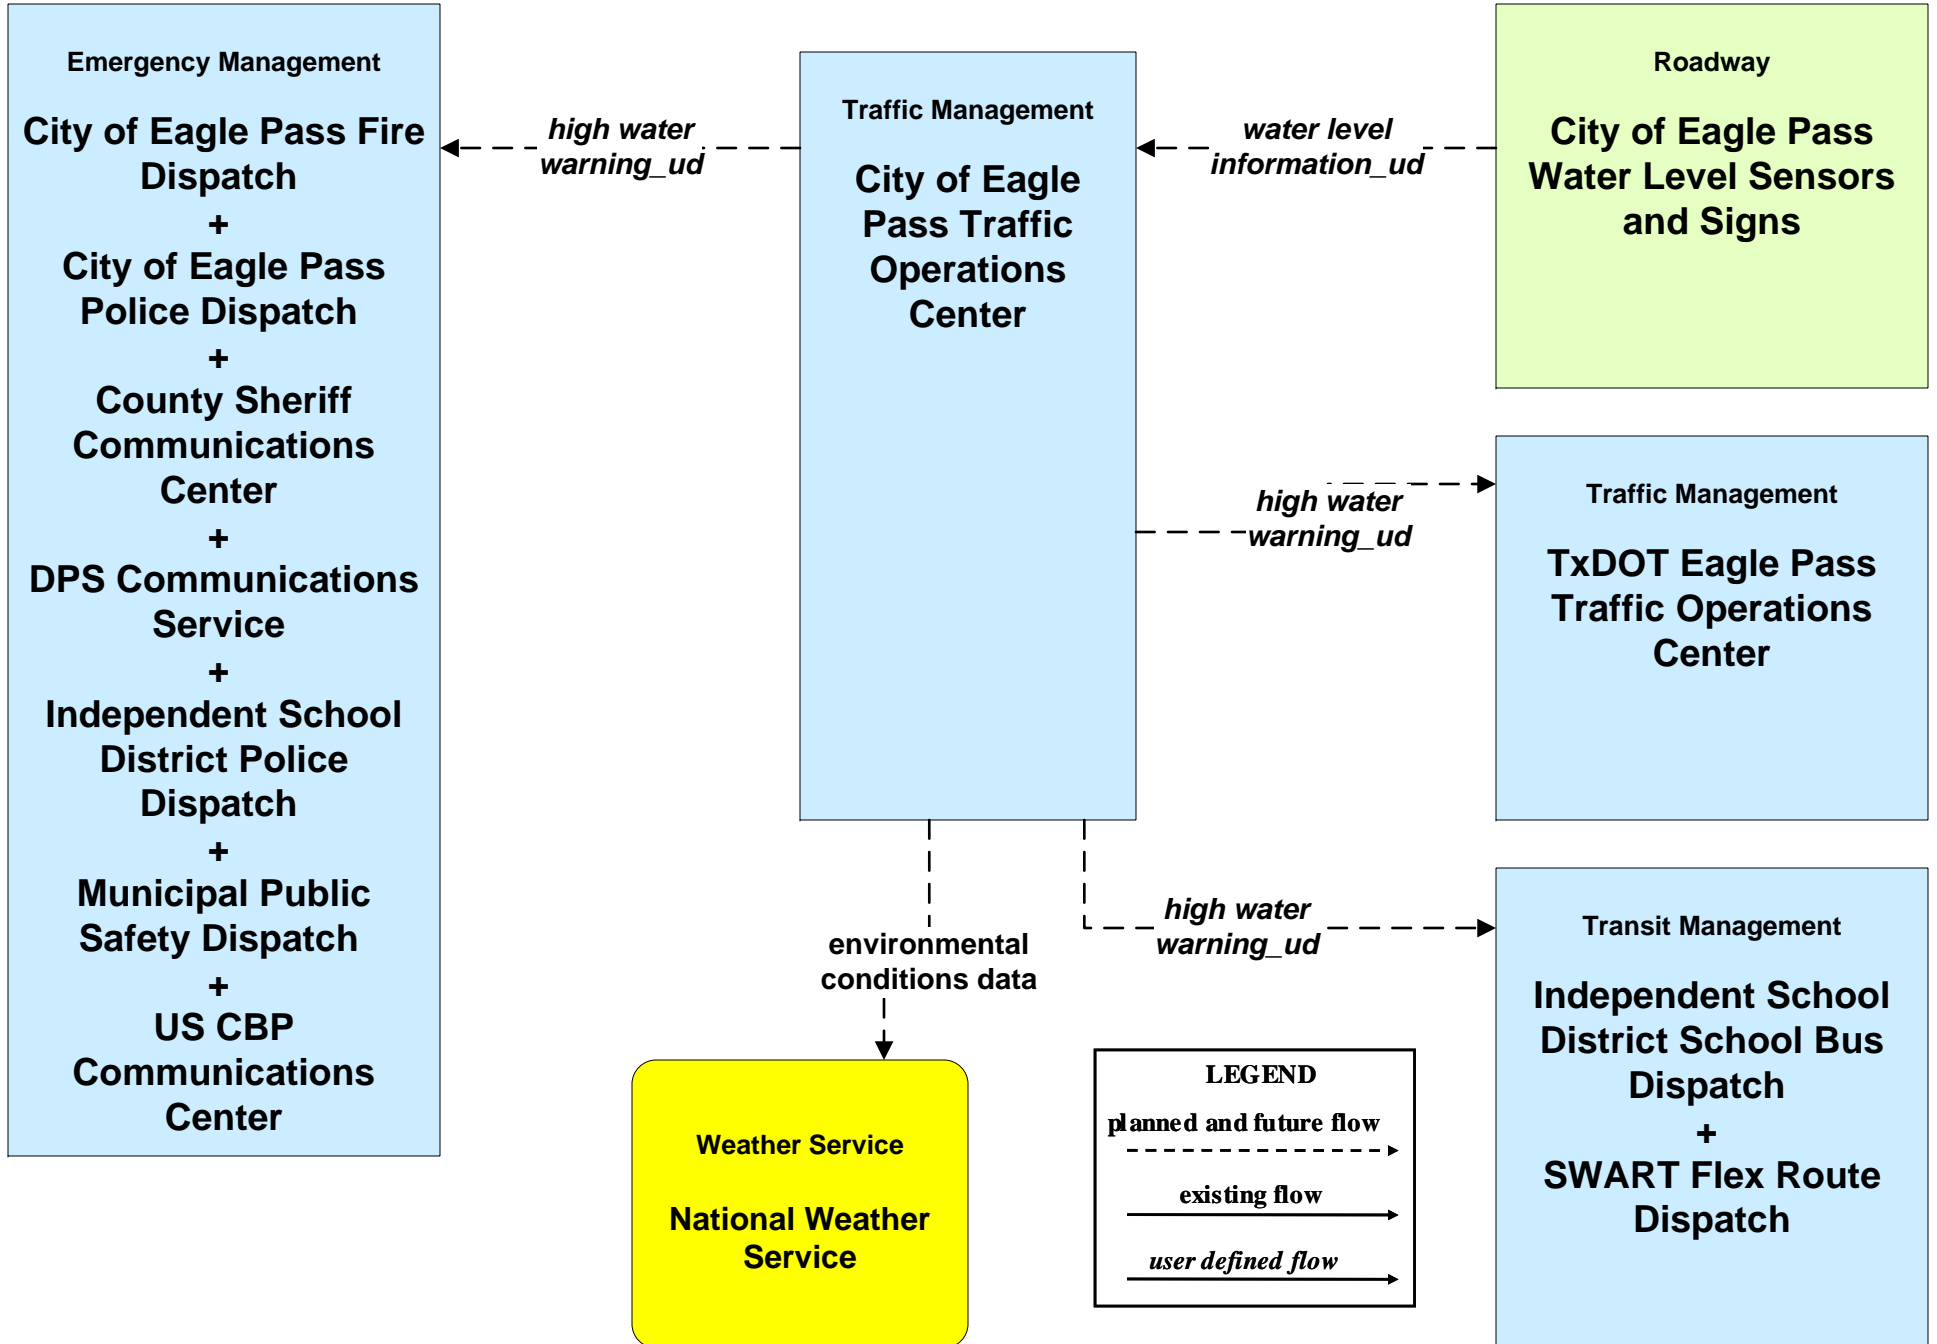 Emergency Management
City of Eagle Pass Fire
Dispatch
+
City of Eagle Pass
Police Dispatch
+
County Sheriff
Communications
Center
+
DPS Communications
Service
+
Independent School
District Police
Dispatch
+
Municipal Public
Safety Dispatch
+
US CBP
Communications
Center
high water
warning_ud
Traffic Management
City of Eagle
Pass Traffic
Operations
Center
water level
information_ud
Roadway
City of Eagle Pass
Water Level Sensors
and Signs
high water
warning_ud
Traffic Management
TxDOT Eagle Pass
Traffic Operations
Center
high water
warning_ud
Transit Management
Independent School
District School Bus
Dispatch
+
SWART Flex Route
Dispatch
environmental
conditions data
Weather Service
National Weather
Service
LEGEND
planned and future flow
existing flow
user defined flow